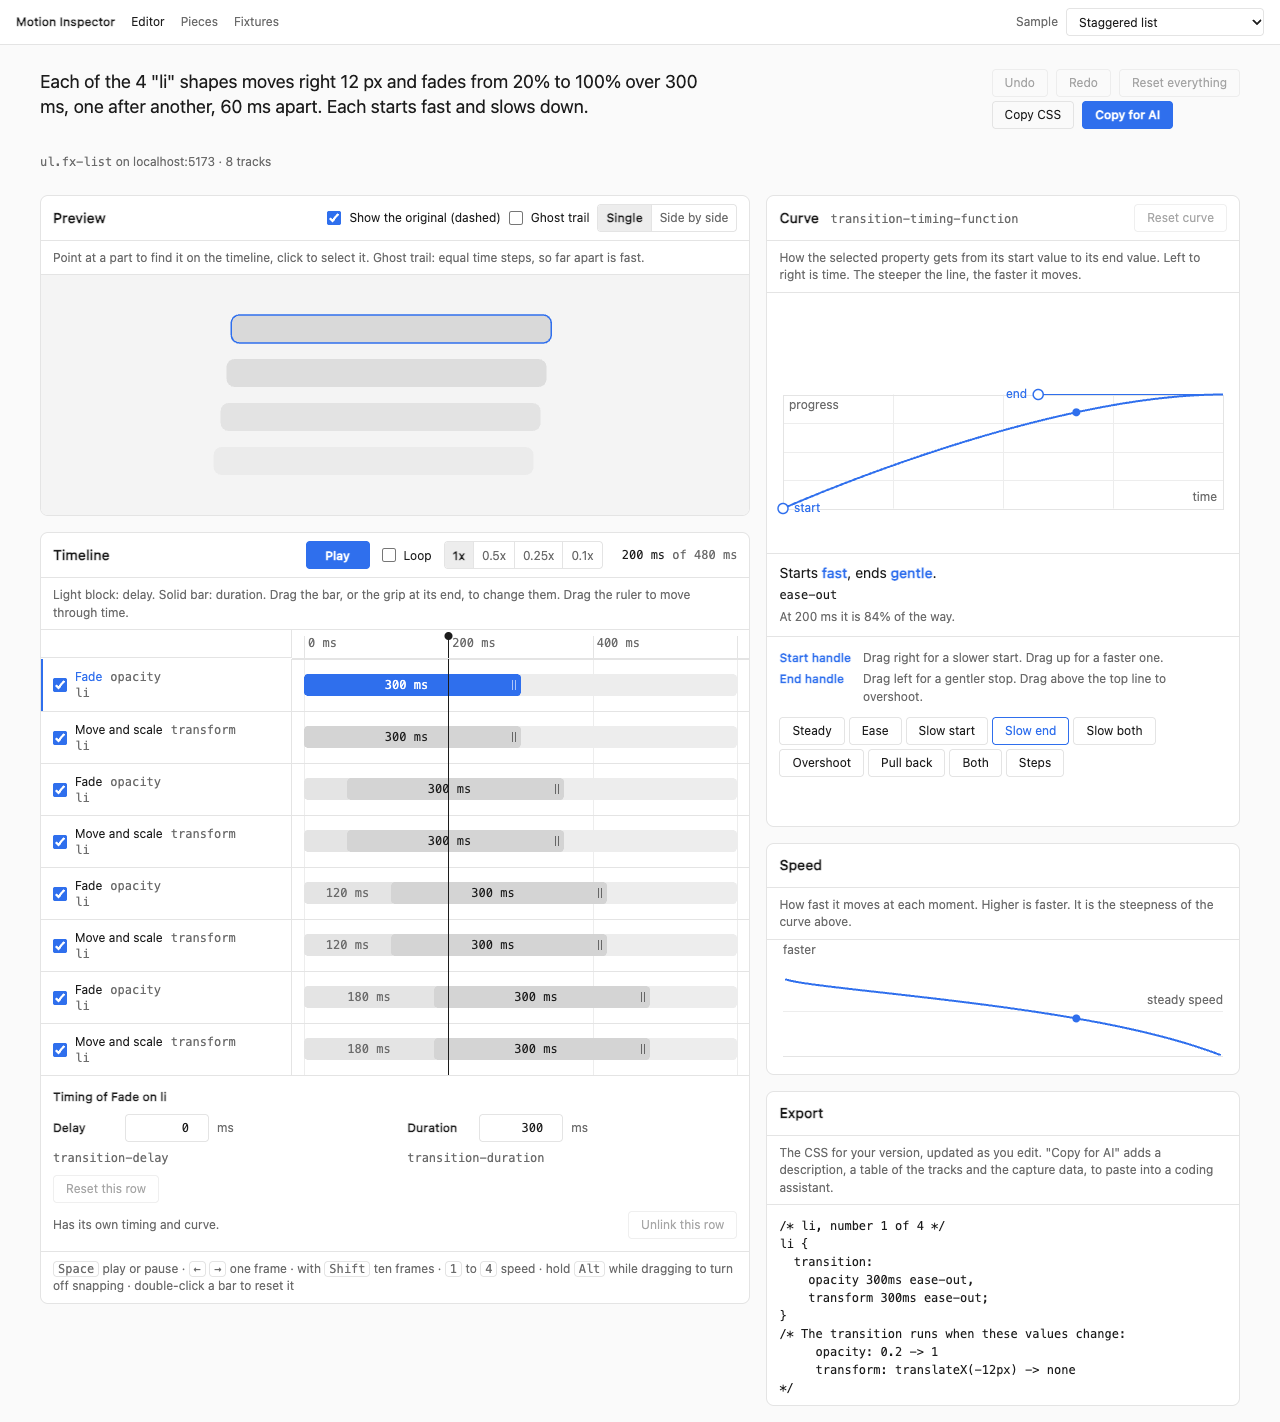 Motion Inspector Editor Pieces Fixtures
Sample Staggered list
Each of the 4 "li" shapes moves right 12 px and fades from 20% to 100% over 300
ms, one after another, 60 ms apart. Each starts fast and slows down.
Undo Redo Reset everything
Copy CSS Copy for AI
ul.fx-list on localhost:5173 · 8 tracks
Preview
Show the original (dashed) Ghost trail Single Side by side
Point at a part to find it on the timeline, click to select it. Ghost trail: equal time steps, so far apart is fast.
Timeline
Play Loop 1x 0.5x 0.25x 0.1x 200 ms of 480 ms
Light block: delay. Solid bar: duration. Drag the bar, or the grip at its end, to change them. Drag the ruler to move
through time.
0 ms 200 ms 400 ms
Fade opacity
li
300 ms
Move and scale transform
li
300 ms
Fade opacity
li
300 ms
Move and scale transform
li
300 ms
Fade opacity
li
120 ms 300 ms
Move and scale transform
li
120 ms 300 ms
Fade opacity
li
180 ms 300 ms
Move and scale transform
li
180 ms 300 ms
Timing of Fade on li
Delay 0 ms Duration 300 ms
transition-delay transition-duration
Reset this row
Has its own timing and curve. Unlink this row
Space play or pause · ← → one frame · with Shift ten frames · 1 to 4 speed · hold Alt while dragging to turn
off snapping · double-click a bar to reset it
Curve transition-timing-function Reset curve
How the selected property gets from its start value to its end value. Left to
right is time. The steeper the line, the faster it moves.
end
progress
time
start
Starts fast, ends gentle.
ease-out
At 200 ms it is 84% of the way.
Start handle Drag right for a slower start. Drag up for a faster one.
End handle Drag left for a gentler stop. Drag above the top line to
overshoot.
Steady Ease Slow start Slow end Slow both
Overshoot Pull back Both Steps
Speed
How fast it moves at each moment. Higher is faster. It is the steepness of the
curve above.
faster
steady speed
Export
The CSS for your version, updated as you edit. "Copy for AI" adds a
description, a table of the tracks and the capture data, to paste into a coding
assistant.
/* li, number 1 of 4 */
li {
transition:
opacity 300ms ease-out,
transform 300ms ease-out;
}
/* The transition runs when these values change:
opacity: 0.2 -> 1
transform: translateX(-12px) -> none
*/